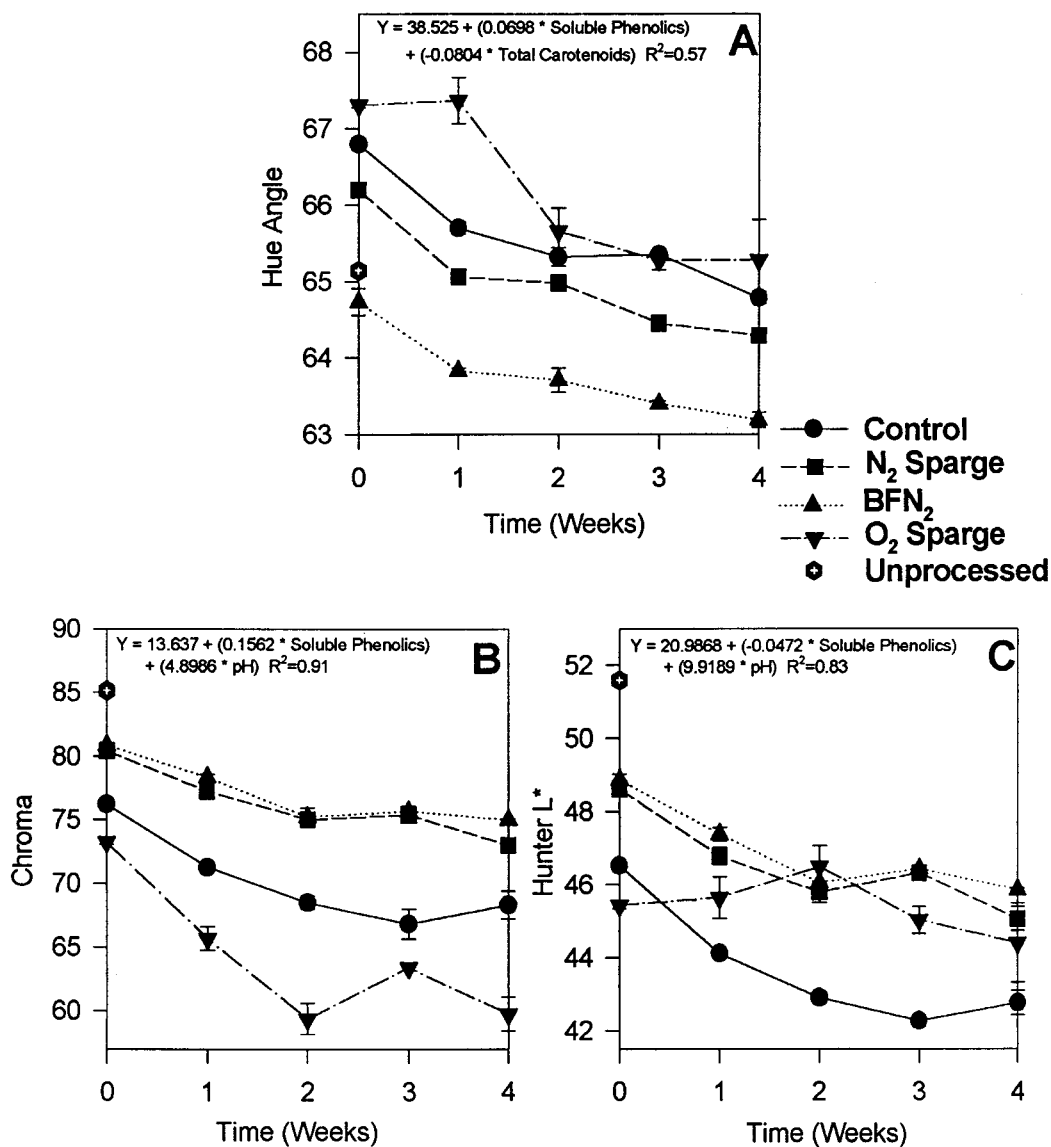 Y = 38.525 + (0.0698 * Soluble Phenolics)
+ (-0.0804 * Total Carotenoids) R²=0.57
A
68
67
66
65
64
63
Hue Angle
0 1 2 3 4
Time (Weeks)
Control
N₂ Sparge
BFN₂
O₂ Sparge
Unprocessed
Y = 13.637 + (0.1562 * Soluble Phenolics)
+ (4.8986 * pH) R²=0.91
B
90
85
80
75
70
65
60
Chroma
0 1 2 3 4
Time (Weeks)
Y = 20.9868 + (-0.0472 * Soluble Phenolics)
+ (9.9189 * pH) R²=0.83
C
52
50
48
46
44
42
Hunter L*
0 1 2 3 4
Time (Weeks)